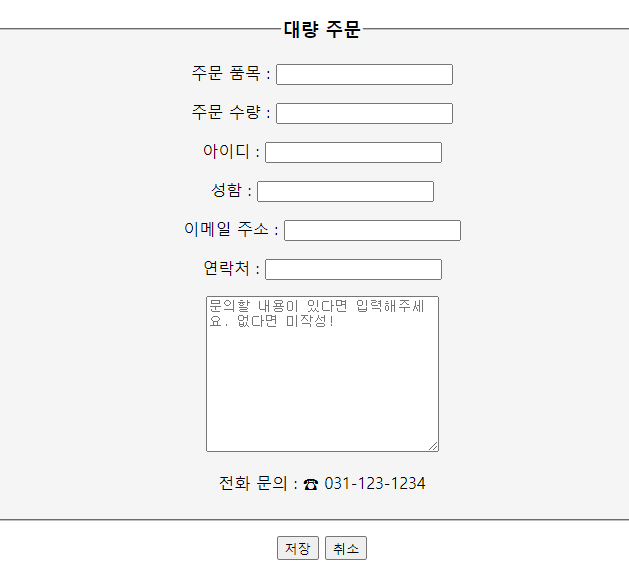 대량 주문
주문 품목 :
주문 수량 :
아이디 :
성함 :
이메일 주소 :
연락처 :
문의할 내용이 있다면 입력해주세
요. 없다면 미작성!
전화 문의 : ☎ 031-123-1234
저장 취소